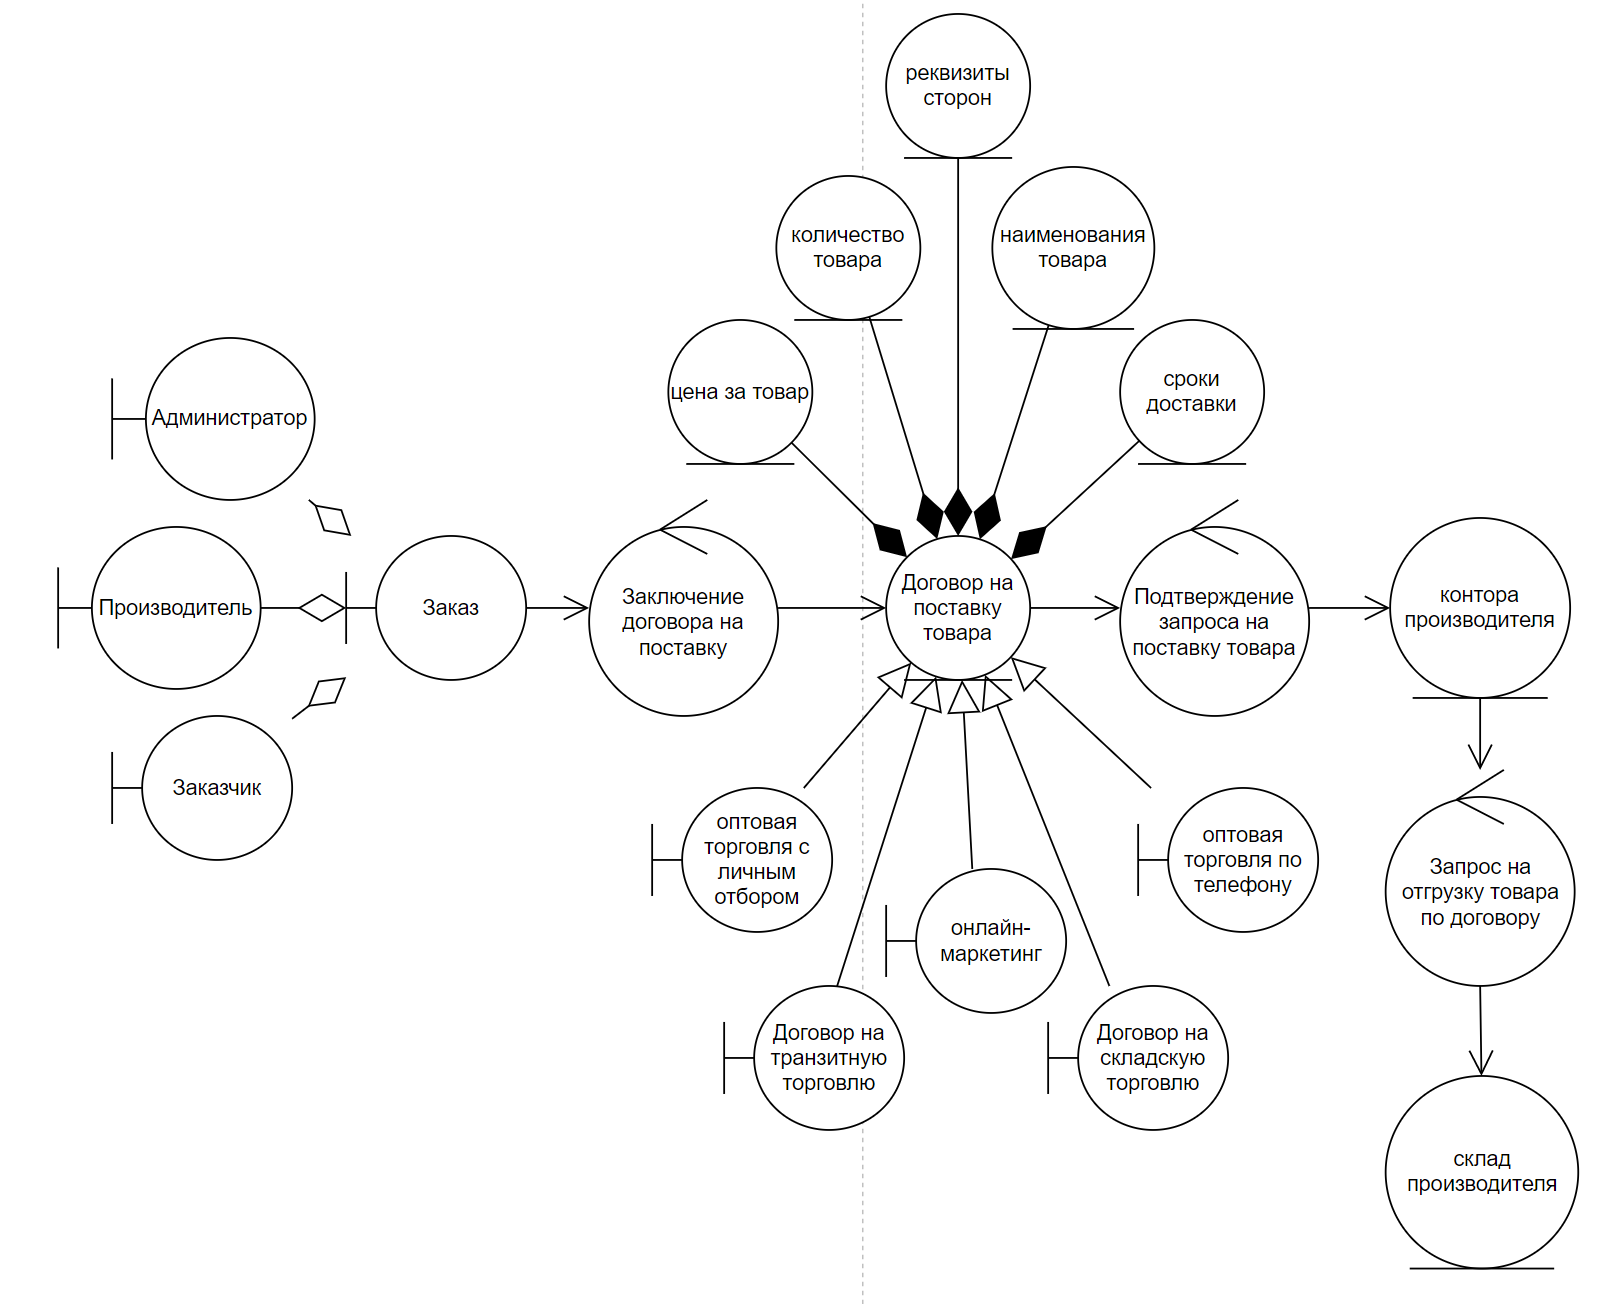 реквизиты
сторон
количество
товара
наименования
товара
цена за товар
сроки
доставки
Администратор
Производитель
Заказ
Заказчик
Заключение
договора на
поставку
Договор на
поставку
товара
Подтверждение
запроса на
поставку товара
контора
производителя
оптовая
торговля с
личным
отбором
онлайн-
маркетинг
оптовая
торговля по
телефону
Договор на
транзитную
торговлю
Договор на
складскую
торговлю
Запрос на
отгрузку товара
по договору
склад
производителя